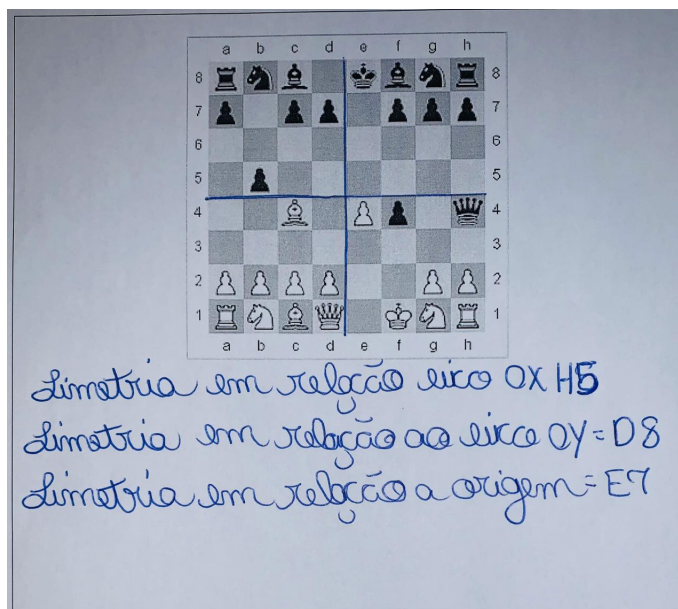 a b c d e f g h
8 8
7 7
6 6
5 5
4 4
3 3
2 2
1 1
a b c d e f g h
Simetria em relação eixo OX H5
Simetria em relação ao eixo OY = D8
Simetria em relação a origem = E7